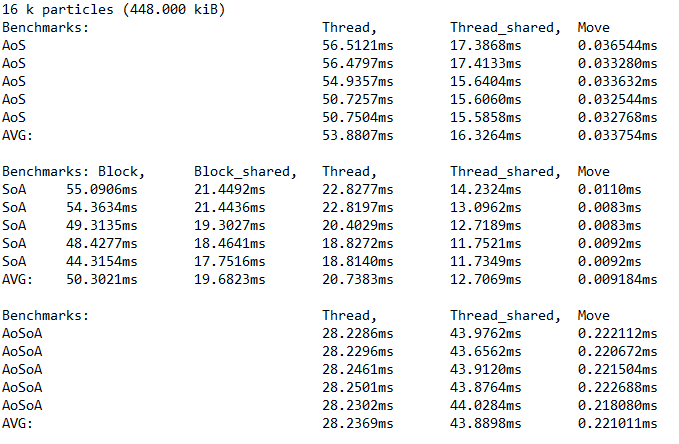 16 k particles (448.000 kiB)
Benchmarks: Thread, Thread_shared, Move
AoS 56.5121ms 17.3868ms 0.036544ms
AoS 56.4797ms 17.4133ms 0.033280ms
AoS 54.9357ms 15.6404ms 0.033632ms
AoS 50.7257ms 15.6060ms 0.032544ms
AoS 50.7504ms 15.5858ms 0.032768ms
AVG: 53.8807ms 16.3264ms 0.033754ms
Benchmarks: Block, Block_shared, Thread, Thread_shared, Move
SoA 55.0906ms 21.4492ms 22.8277ms 14.2324ms 0.0110ms
SoA 54.3634ms 21.4436ms 22.8197ms 13.0962ms 0.0083ms
SoA 49.3135ms 19.3027ms 20.4029ms 12.7189ms 0.0083ms
SoA 48.4277ms 18.4641ms 18.8272ms 11.7521ms 0.0092ms
SoA 44.3154ms 17.7516ms 18.8140ms 11.7349ms 0.0092ms
AVG: 50.3021ms 19.6823ms 20.7383ms 12.7069ms 0.009184ms
Benchmarks: Thread, Thread_shared, Move
AoSoA 28.2286ms 43.9762ms 0.222112ms
AoSoA 28.2296ms 43.6562ms 0.220672ms
AoSoA 28.2461ms 43.9120ms 0.221504ms
AoSoA 28.2501ms 43.8764ms 0.222688ms
AoSoA 28.2302ms 44.0284ms 0.218080ms
AVG: 28.2369ms 43.8898ms 0.221011ms